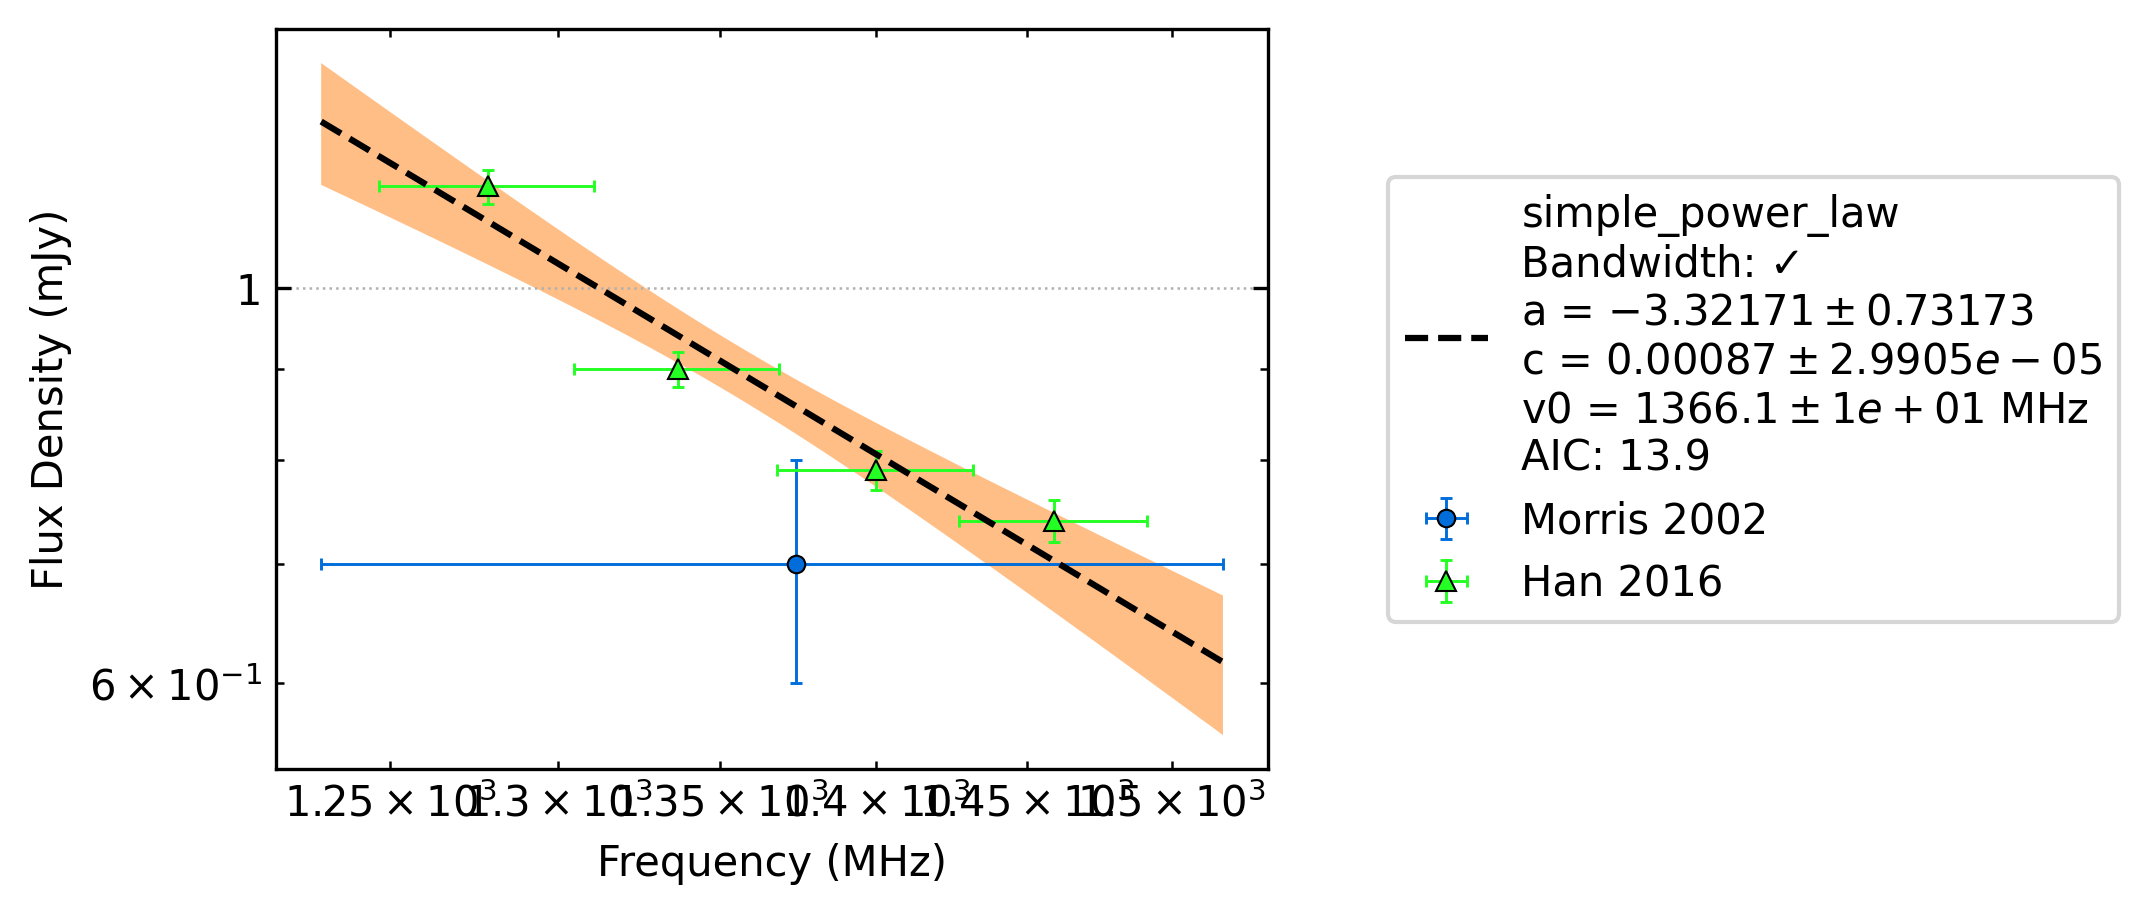 Flux Density (mJy)
1
6 × 10⁻¹
1.25 × 10³ 1.3 × 10³ 1.35 × 10³ 1.4 × 10³ 1.45 × 10³ 1.5 × 10³
Frequency (MHz)
simple_power_law
Bandwidth: ✓
a = −3.32171 ± 0.73173
c = 0.00087 ± 2.9905e − 05
v0 = 1366.1 ± 1e + 01 MHz
AIC: 13.9
Morris 2002
Han 2016